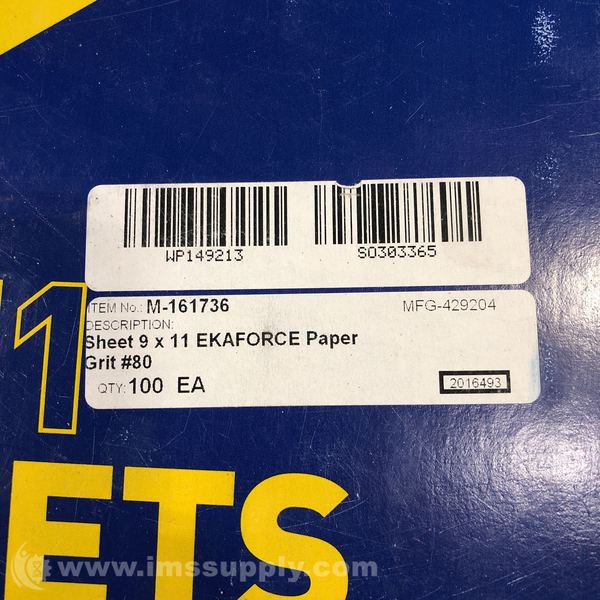 WP149213 SO303365
ITEM No.: M-161736 MFG-429204
DESCRIPTION:
Sheet 9 x 11 EKAFORCE Paper
Grit #80
QTY: 100 EA 2016493
11
ETS
www.imssupply.com